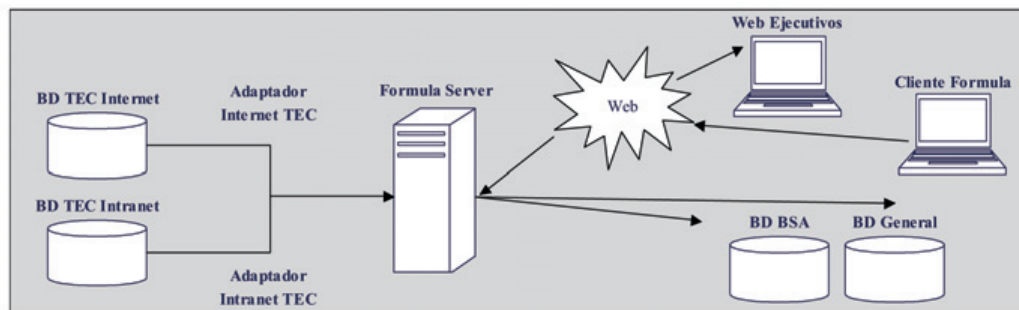 Web Ejecutivos
Cliente Formula
Adaptador
Internet TEC
Formula Server
BD TEC Internet
Web
BD TEC Intranet
BD BSA
BD General
Adaptador
Intranet TEC